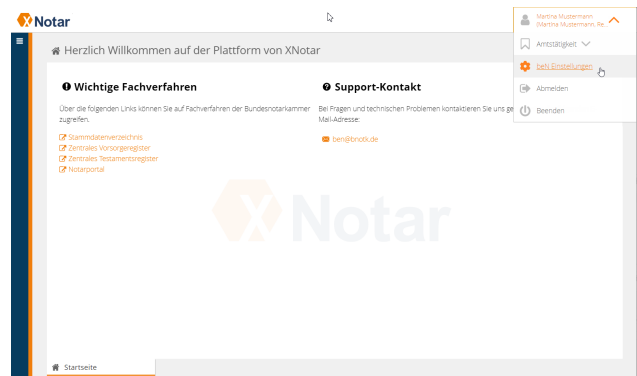 XNotar
Martina Mustermann
(Martina Mustermann, Re...
Amtstätigkeit
beN Einstellungen
Abmelden
Beenden
Herzlich Willkommen auf der Plattform von XNotar
Wichtige Fachverfahren
Über die folgenden Links können Sie auf Fachverfahren der Bundesnotarkammer
zugreifen.
Stammdatenverzeichnis
Zentrales Vorsorgeregister
Zentrales Testamentsregister
Notarportal
Support-Kontakt
Bei Fragen und technischen Problemen kontaktieren Sie uns ge
Mail-Adresse:
ben@bnotk.de
XNotar
Startseite